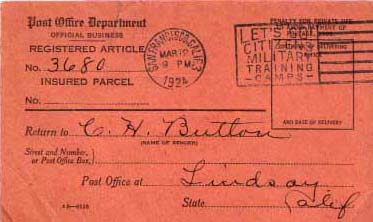 Post Office Department
OFFICIAL BUSINESS
REGISTERED ARTICLE
No. 3680
INSURED PARCEL
No.
SAN FRANCISCO, CALIF.
MAR 19
9 PM
1924
PENALTY FOR PRIVATE USE
LET'S GO
CITIZENS
MILITARY
TRAINING
CAMPS
AND DATE OF DELIVERY
Return to C. H. Button
(NAME OF SENDER)
Street and Number,
or Post Office Box,
Post Office at Lindsay
State Calif